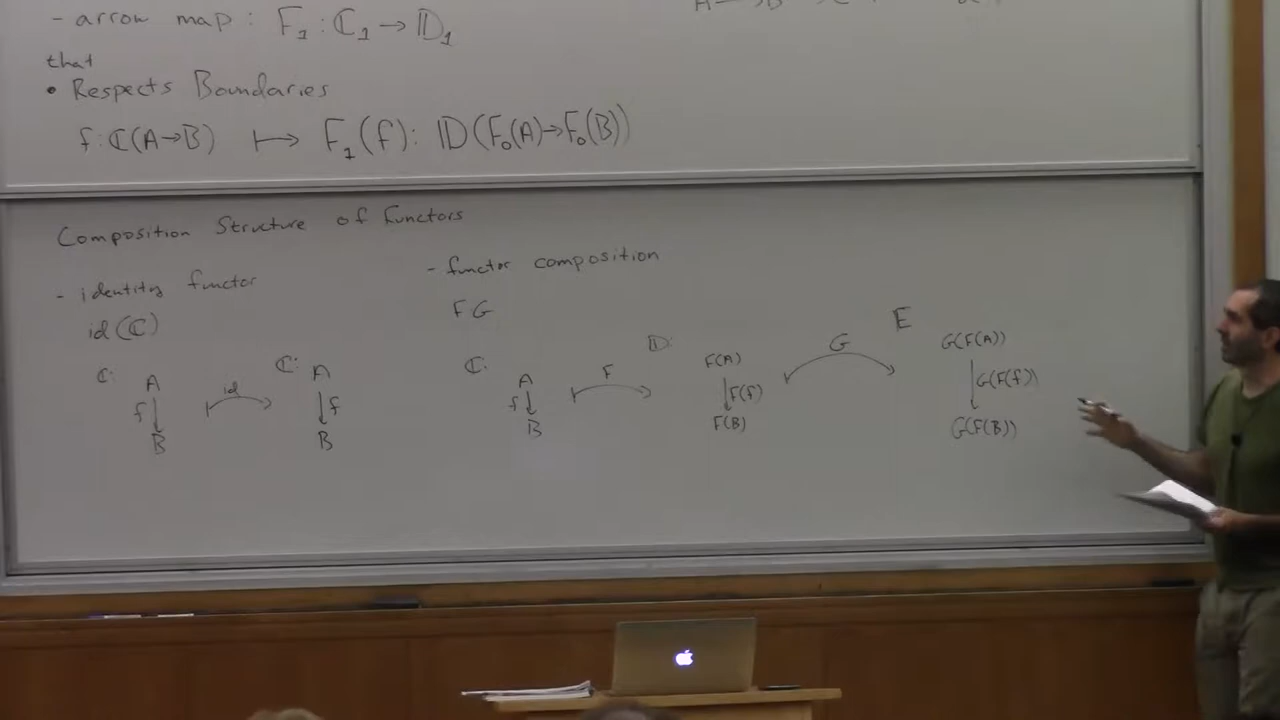 - arrow map : F₁ : ℂ₁ → 𝔻₁
that
• Respects Boundaries
f : ℂ(A→B) ↦ F₁(f) : 𝔻(F₀(A)→F₀(B))
Composition Structure of Functors
- identity functor
id(ℂ)
ℂ: A f B
id
ℂ: A f B
- functor composition
F G
ℂ: A f B
F
𝔻: F(A) F(f) F(B)
G
E G(F(A)) G(F(f)) G(F(B))